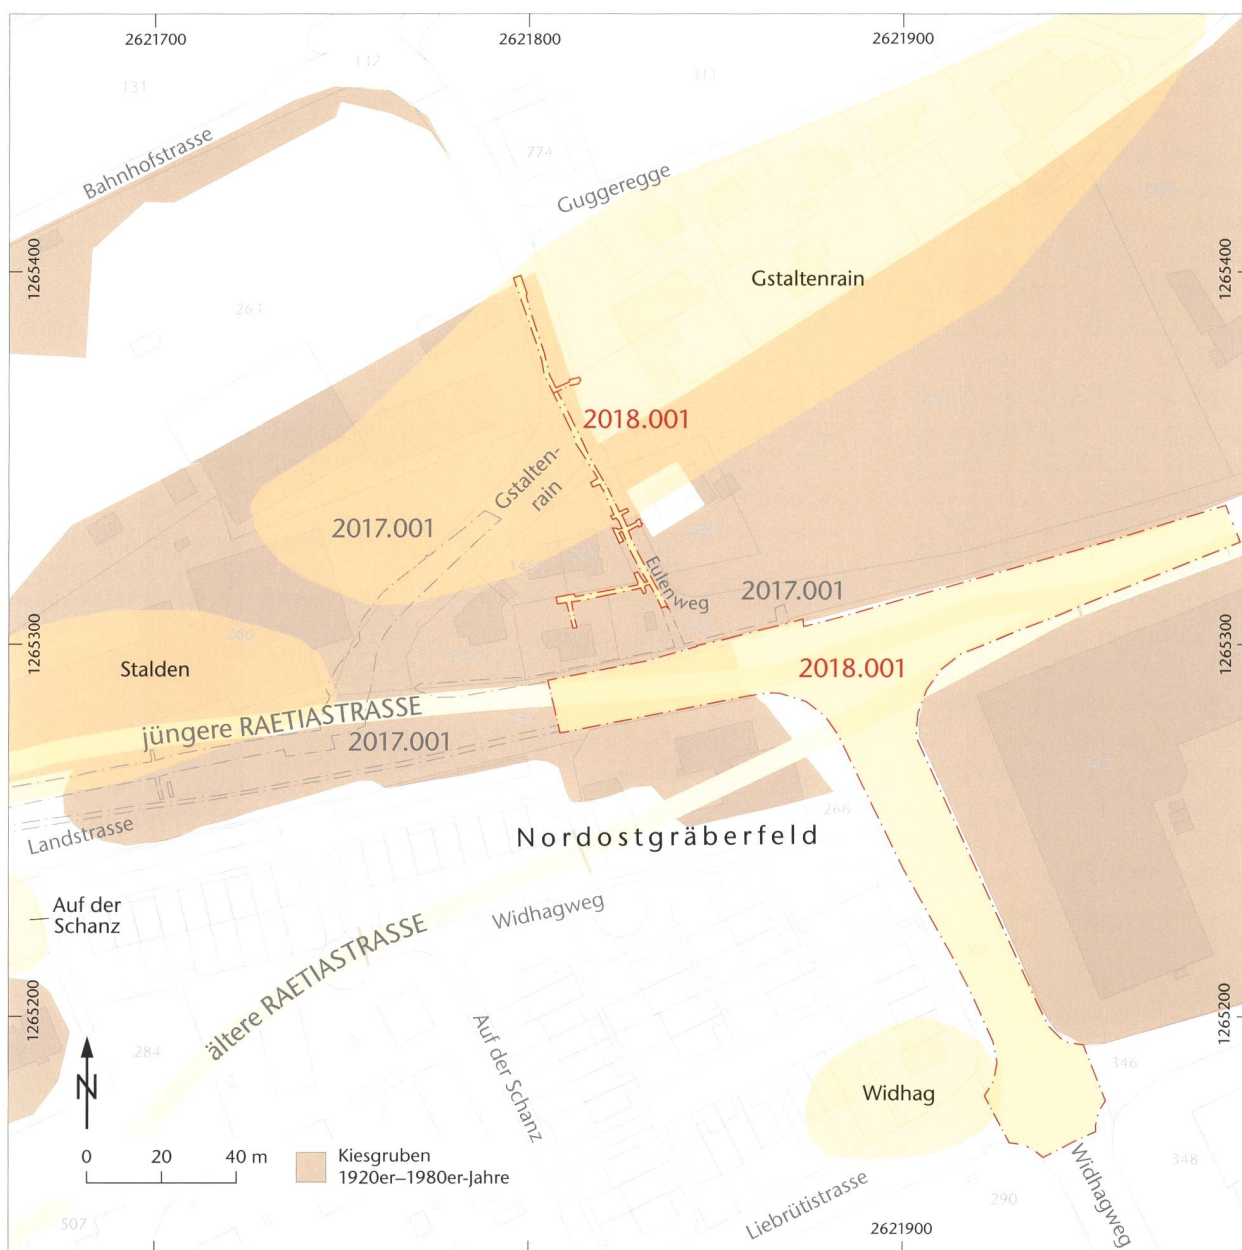 2621700
2621800
2621900
131
132
311
774
Bahnhofstrasse
Guggeregge
1265400
1265400
263
Gstaltenrain
2018.001
Gstalten-
rain
2017.001
Eulenweg
2017.001
1265300
1265300
266
Stalden
2018.001
jüngere RAETIASTRASSE
2017.001
268
Landstrasse
Nordostgräberfeld
Auf der
Schanz
Widhagweg
ältere RAETIASTRASSE
1265200
1265200
Auf der Schanz
284
346
Widhag
N
0 20 40 m
Kiesgruben
1920er–1980er-Jahre
348
Widhagweg
Liebrütistrasse
290
507
2621900